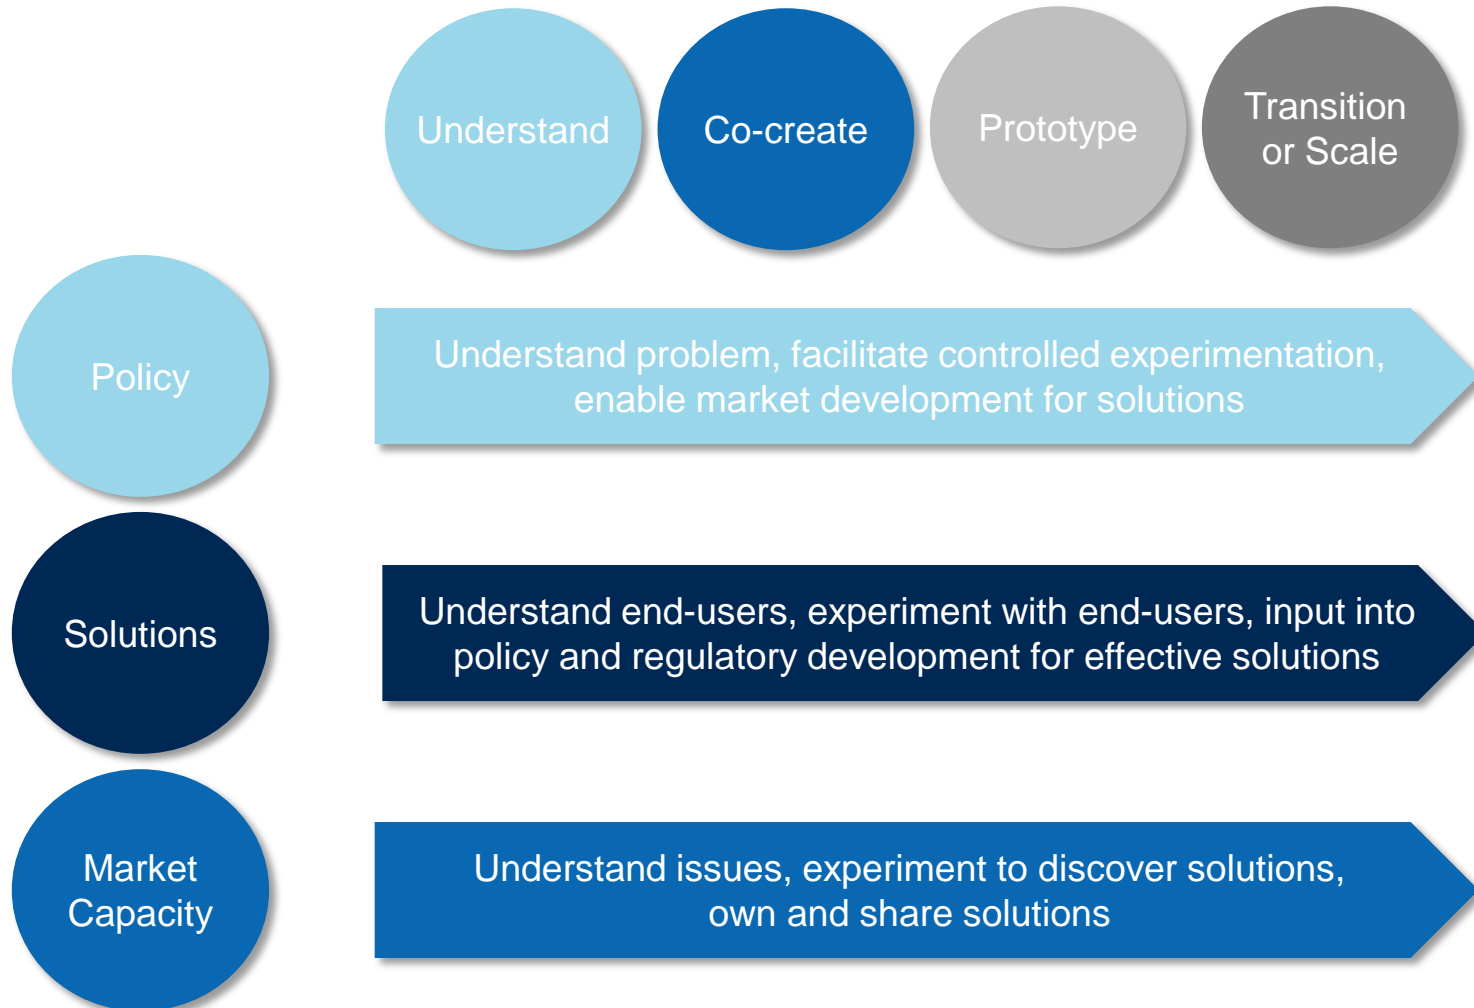 Understand
Co-create
Prototype
Transition
or Scale
Policy
Understand problem, facilitate controlled experimentation,
enable market development for solutions
Solutions
Understand end-users, experiment with end-users, input into
policy and regulatory development for effective solutions
Market
Capacity
Understand issues, experiment to discover solutions,
own and share solutions